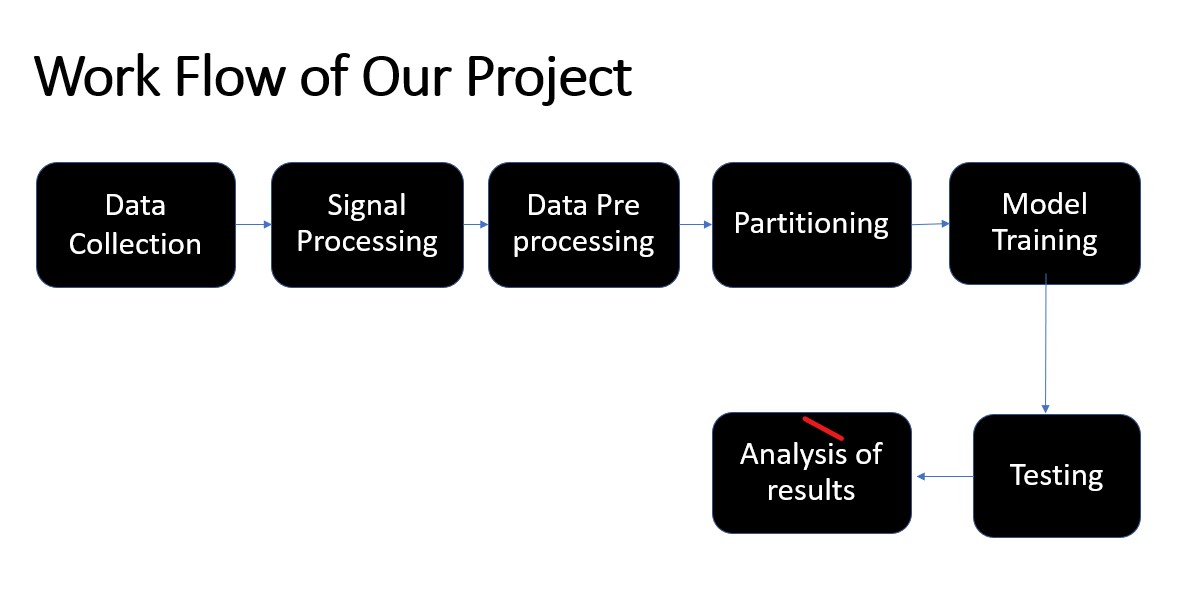 Work Flow of Our Project
Data
Collection
Signal
Processing
Data Pre
processing
Partitioning
Model
Training
Analysis of
results
Testing